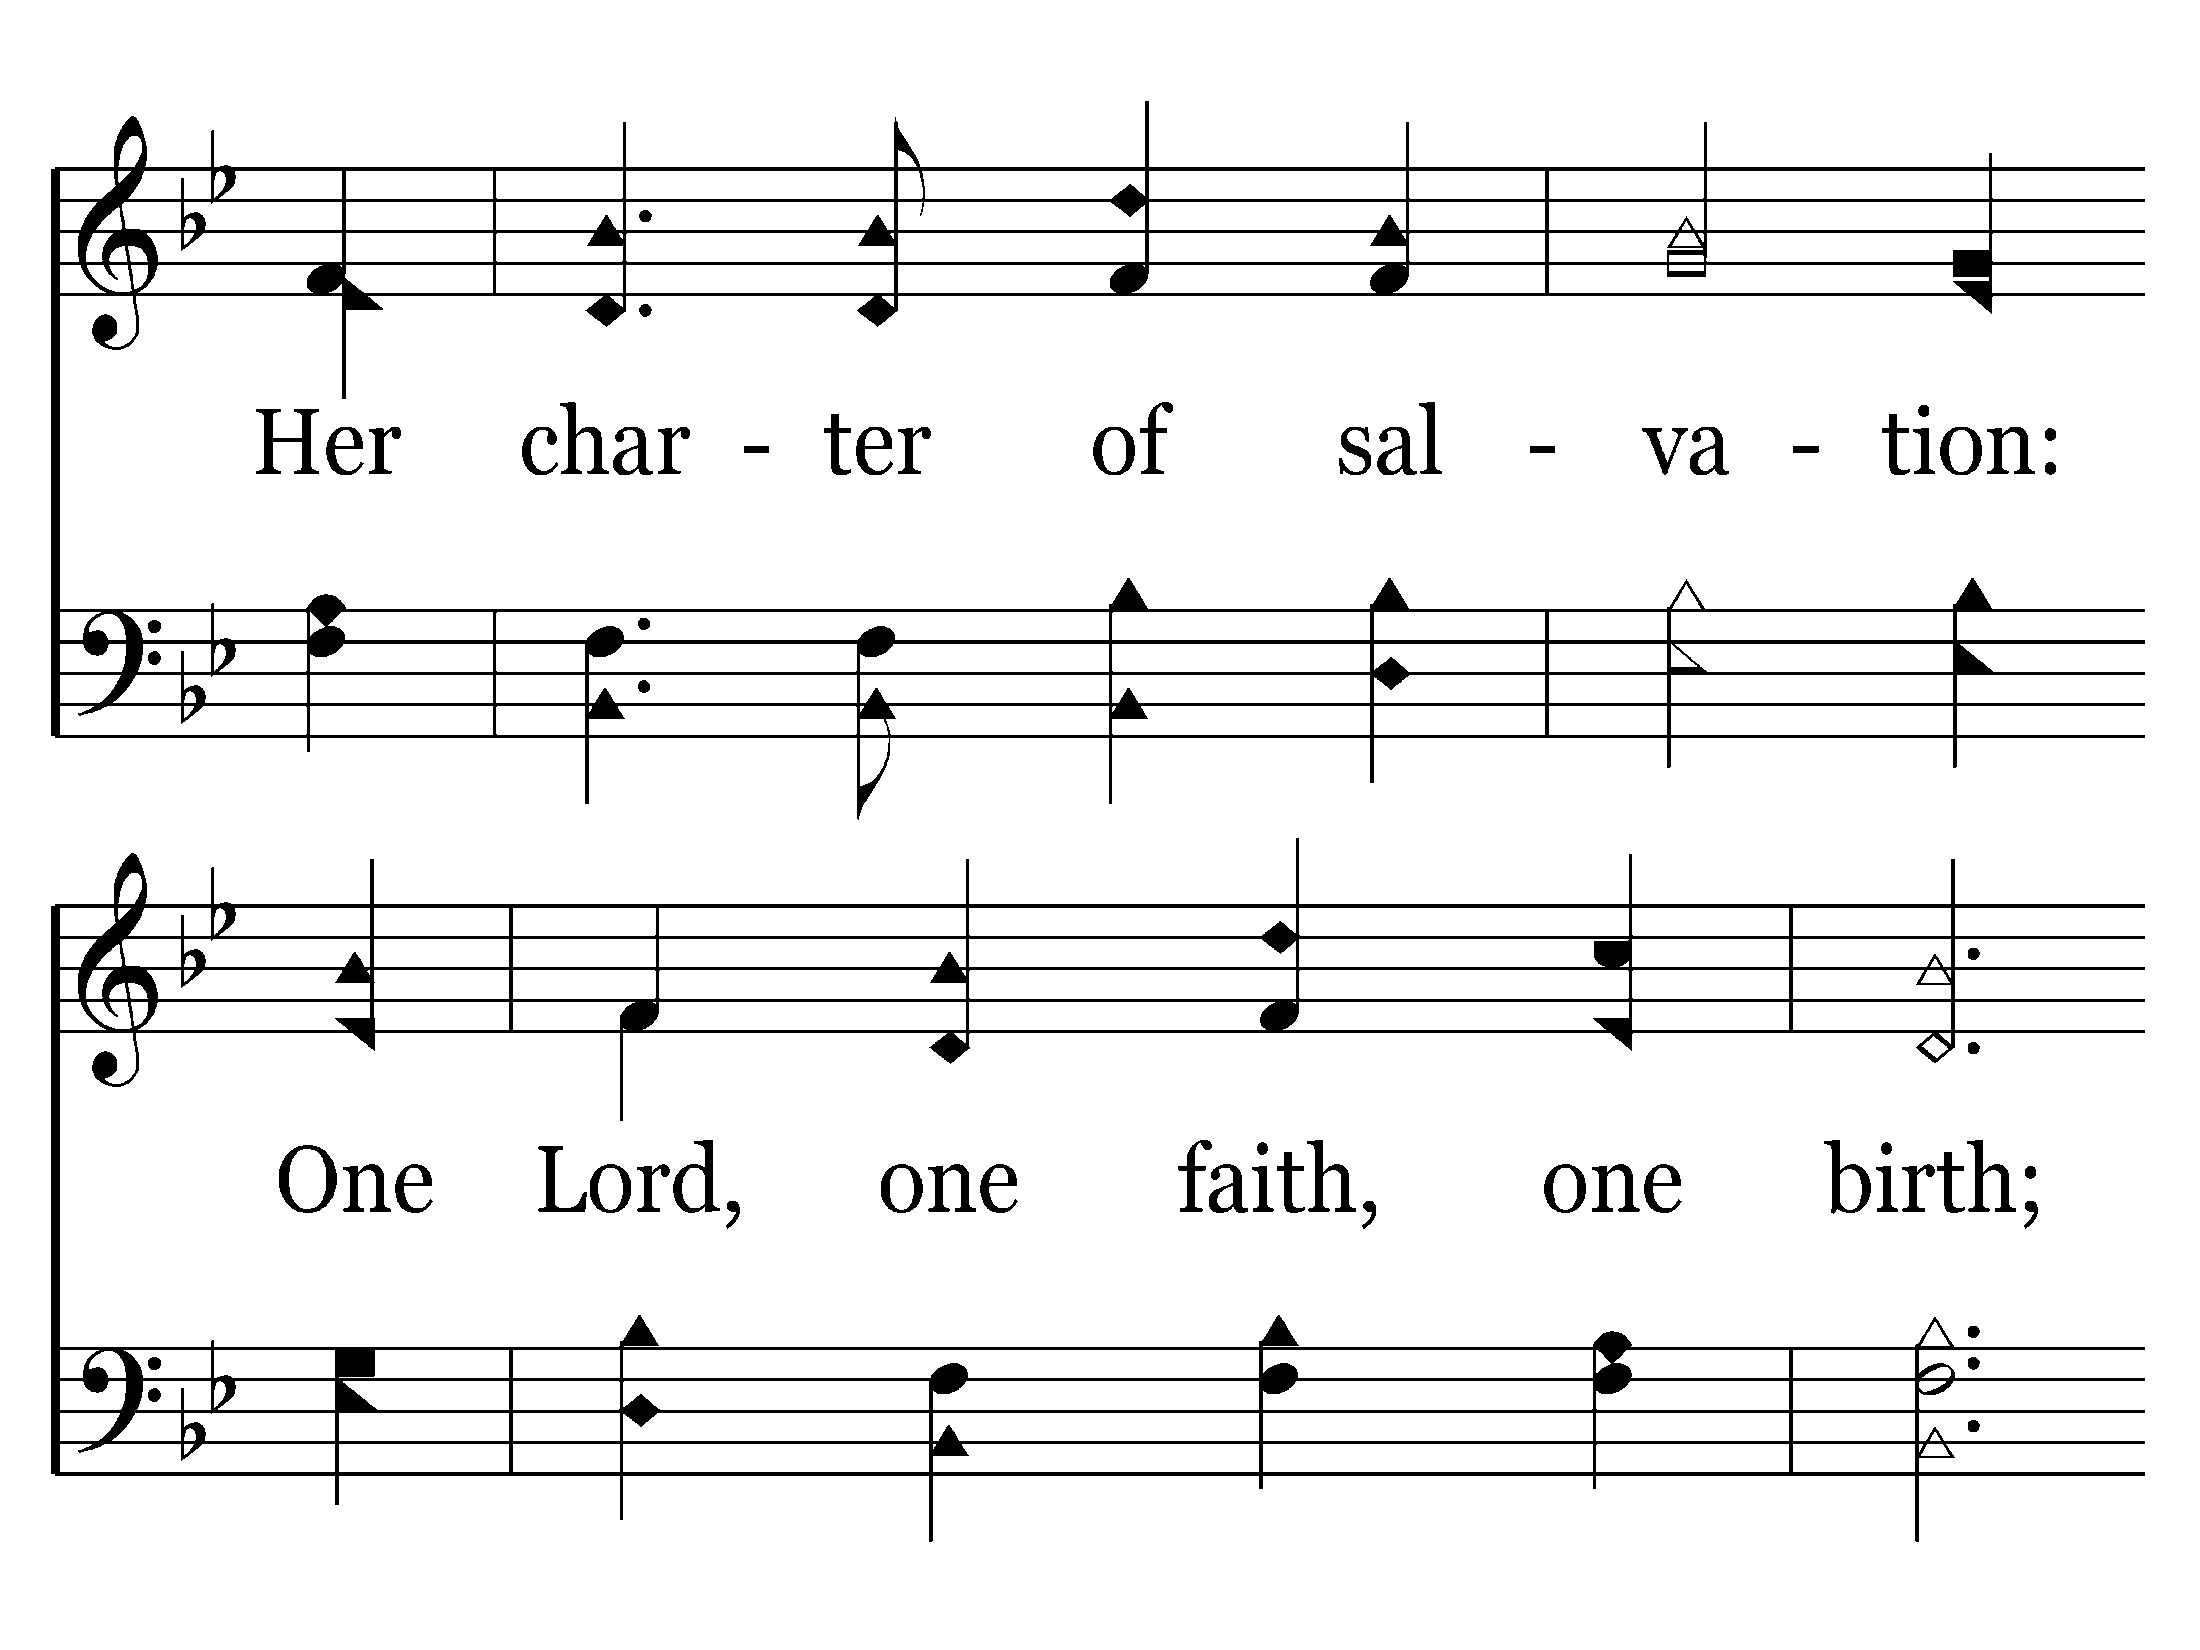 Her char - ter of sal - va - tion:
One Lord, one faith, one birth;